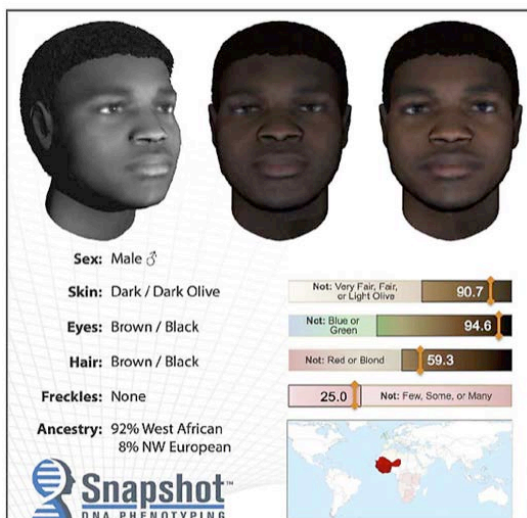 Sex: Male ♂
Skin: Dark / Dark Olive
Not: Very Fair, Fair,
or Light Olive
90.7
Eyes: Brown / Black
Not: Blue or
Green
94.6
Hair: Brown / Black
Not: Red or Blond
59.3
Freckles: None
25.0
Not: Few, Some, or Many
Ancestry: 92% West African
8% NW European
Snapshot™
DNA PHENOTYPING